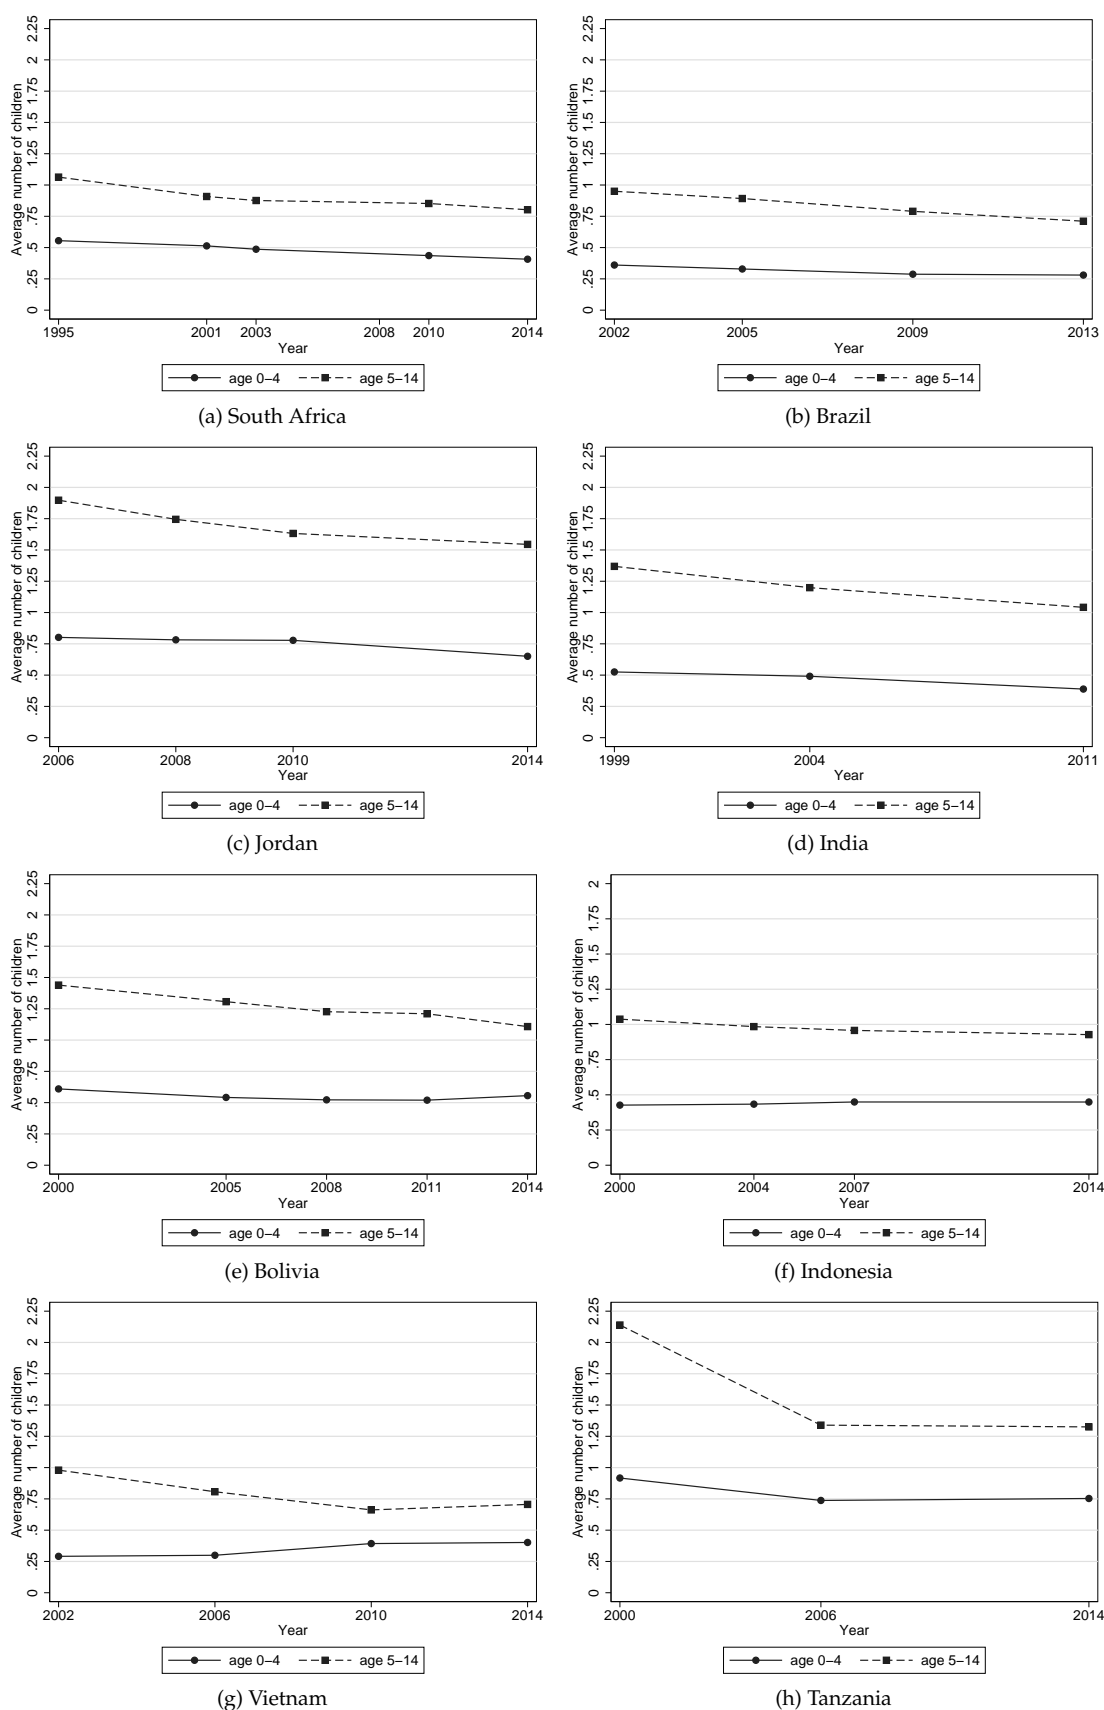 Average number of children
0 .25 .5 .75 1 1.25 1.5 1.75 2 2.25
1995 2001 2003 2008 2010 2014
Year
age 0−4 age 5−14
(a) South Africa
Average number of children
0 .25 .5 .75 1 1.25 1.5 1.75 2 2.25
2002 2005 2009 2013
Year
age 0−4 age 5−14
(b) Brazil
Average number of children
0 .25 .5 .75 1 1.25 1.5 1.75 2 2.25
2006 2008 2010 2014
Year
age 0−4 age 5−14
(c) Jordan
Average number of children
0 .25 .5 .75 1 1.25 1.5 1.75 2 2.25
1999 2004 2011
Year
age 0−4 age 5−14
(d) India
Average number of children
0 .25 .5 .75 1 1.25 1.5 1.75 2 2.25
2000 2005 2008 2011 2014
Year
age 0−4 age 5−14
(e) Bolivia
Average number of children
0 .25 .5 .75 1 1.25 1.5 1.75 2
2000 2004 2007 2014
Year
age 0−4 age 5−14
(f) Indonesia
Average number of children
0 .25 .5 .75 1 1.25 1.5 1.75 2 2.25
2002 2006 2010 2014
Year
age 0−4 age 5−14
(g) Vietnam
Average number of children
0 .25 .5 .75 1 1.25 1.5 1.75 2 2.25
2000 2006 2014
Year
age 0−4 age 5−14
(h) Tanzania